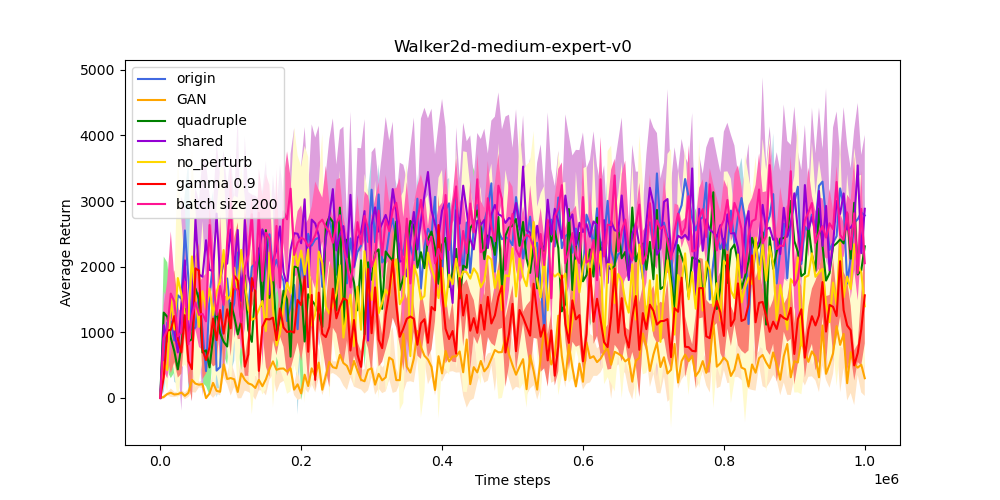 Walker2d-medium-expert-v0
Average Return
5000
4000
3000
2000
1000
0
origin
GAN
quadruple
shared
no_perturb
gamma 0.9
batch size 200
0.0
0.2
0.4
0.6
0.8
1.0
1e6
Time steps